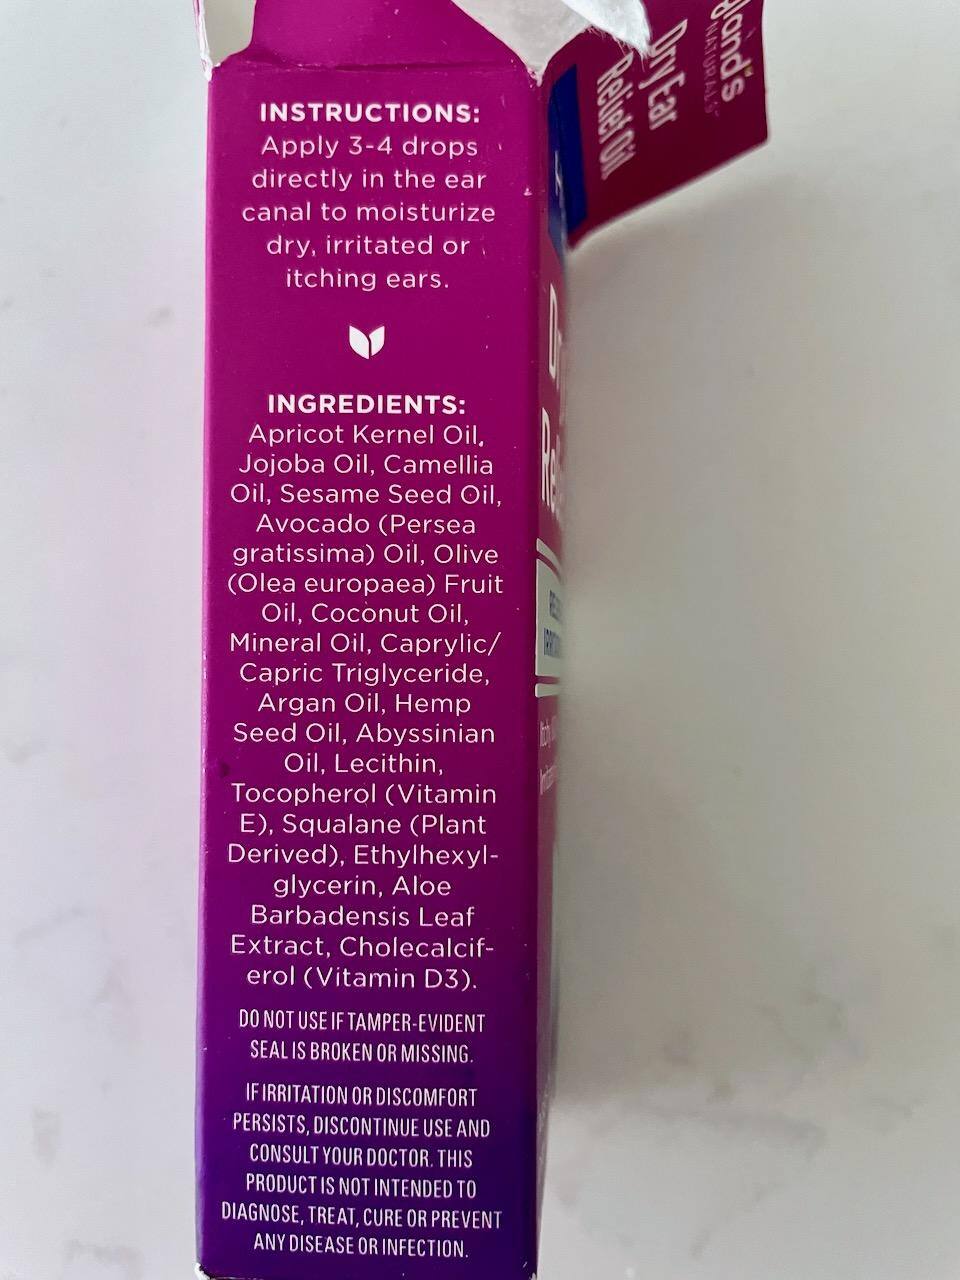 INSTRUCTIONS:
Apply 3-4 drops
directly in the ear
canal to moisturize
dry, irritated or
itching ears.
INGREDIENTS:
Apricot Kernel Oil,
Jojoba Oil, Camellia
Oil, Sesame Seed Oil,
Avocado (Persea
gratissima) Oil, Olive
(Olea europaea) Fruit
Oil, Coconut Oil,
Mineral Oil, Caprylic/
Capric Triglyceride,
Argan Oil, Hemp
Seed Oil, Abyssinian
Oil, Lecithin,
Tocopherol (Vitamin
E), Squalane (Plant
Derived), Ethylhexyl-
glycerin, Aloe
Barbadensis Leaf
Extract, Cholecalcif-
erol (Vitamin D3).
DO NOT USE IF TAMPER-EVIDENT
SEAL IS BROKEN OR MISSING.
IF IRRITATION OR DISCOMFORT
PERSISTS, DISCONTINUE USE AND
CONSULT YOUR DOCTOR. THIS
PRODUCT IS NOT INTENDED TO
DIAGNOSE, TREAT, CURE OR PREVENT
ANY DISEASE OR INFECTION.
NATURALS
Dry Ear
Relief Oil